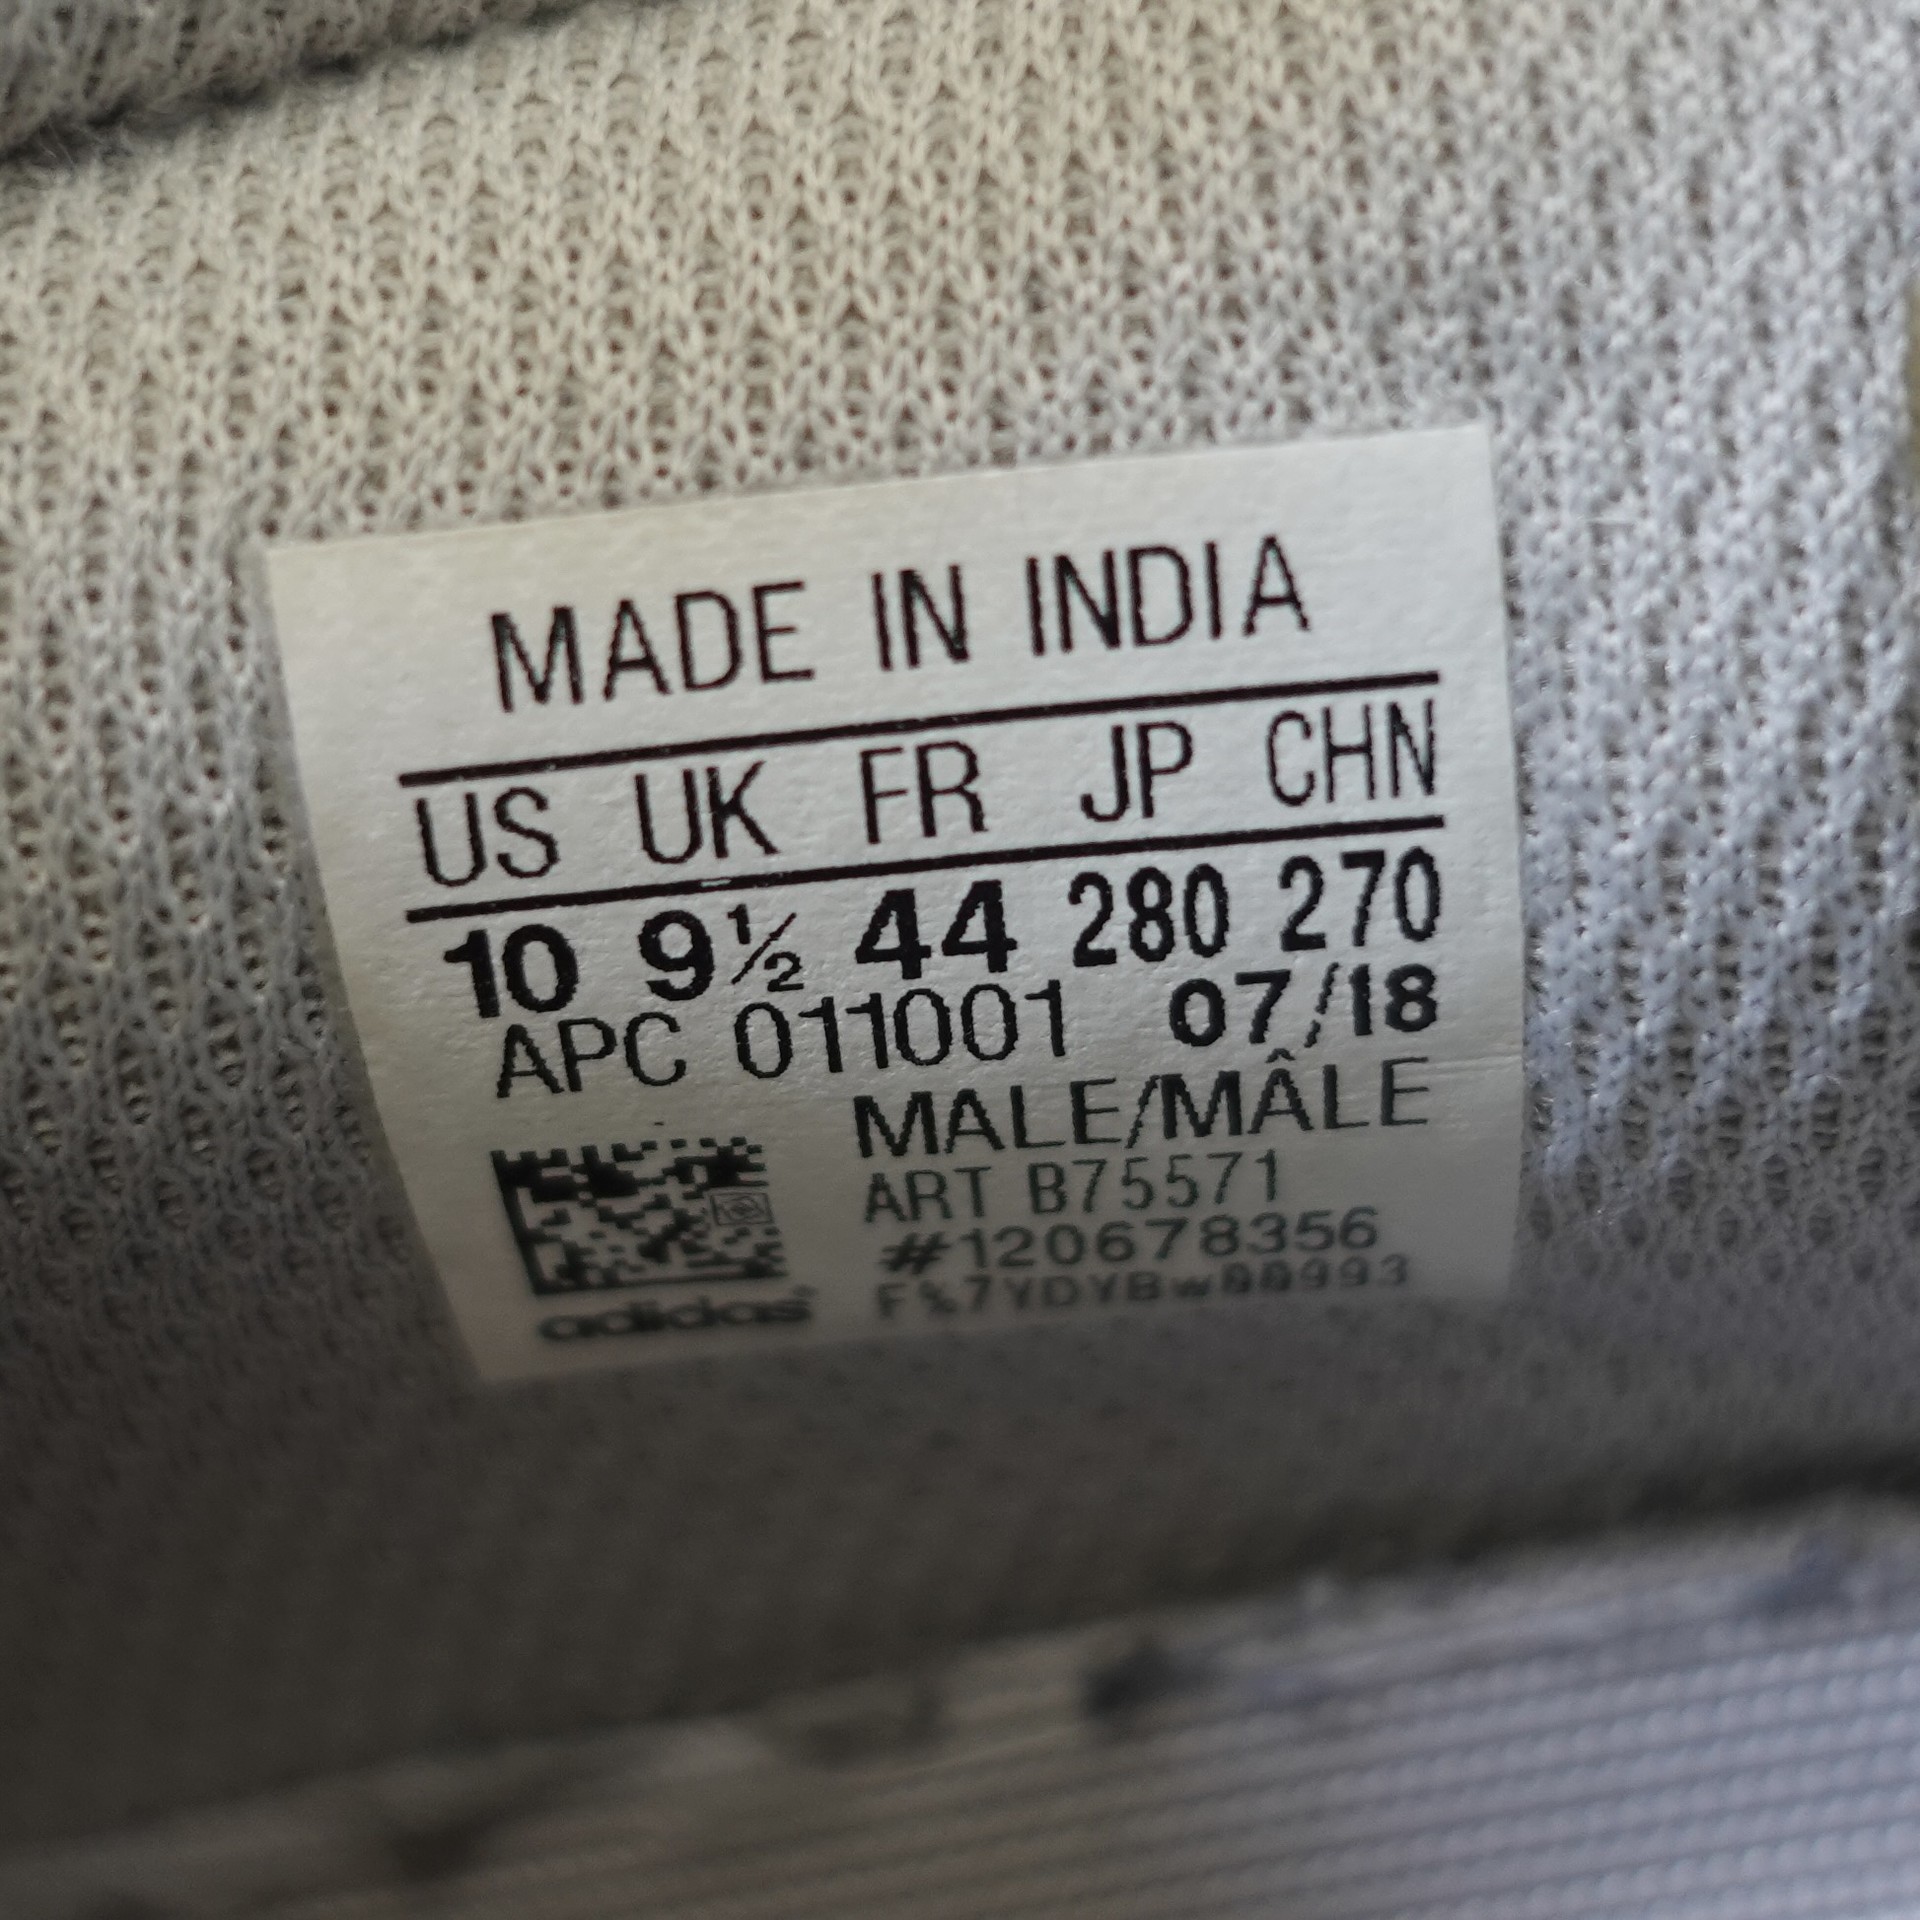 MADE IN INDIA
US UK FR JP CHN
10 9½ 44 280 270
APC 011001 07/18
MALE/MÂLE
ART B75571
#120678356
adidas